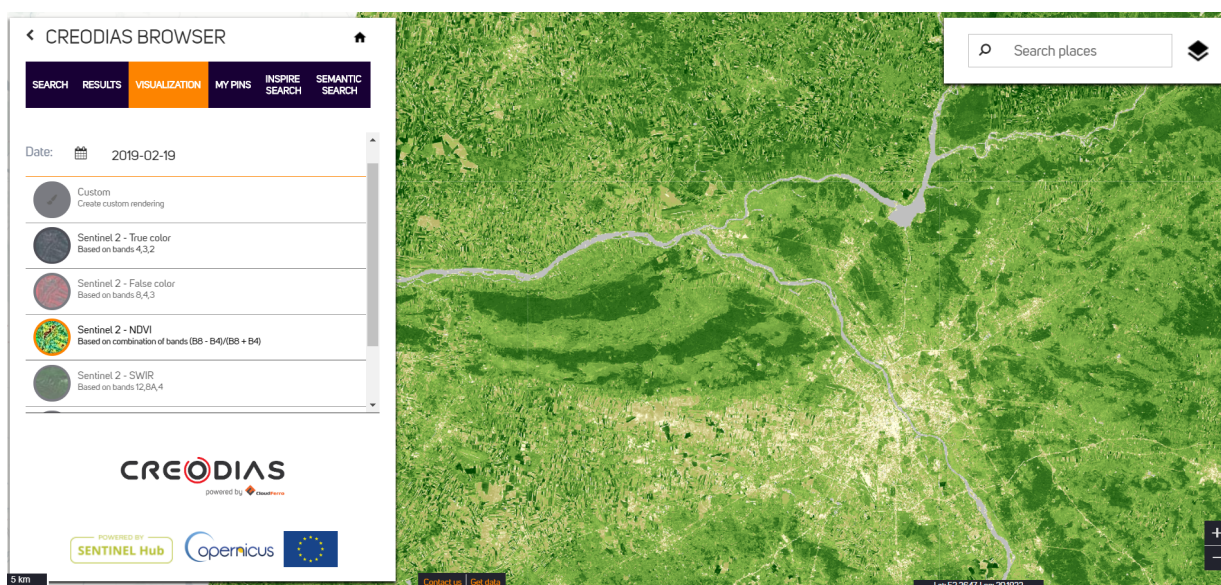 CREODIAS BROWSER
Search places
SEARCH RESULTS VISUALIZATION MY PINS INSPIRE SEARCH SEMANTIC SEARCH
Date: 2019-02-19
Custom
Create custom rendering
Sentinel 2 - True color
Based on bands 4,3,2
Sentinel 2 - False color
Based on bands 8,4,3
Sentinel 2 - NDVI
Based on combination of bands (B8 - B4)/(B8 + B4)
Sentinel 2 - SWIR
Based on bands 12,8A,4
CREODIAS
powered by CloudFerro
POWERED BY
SENTINEL Hub
opernicus
+
−
5 km
Contact us Get data